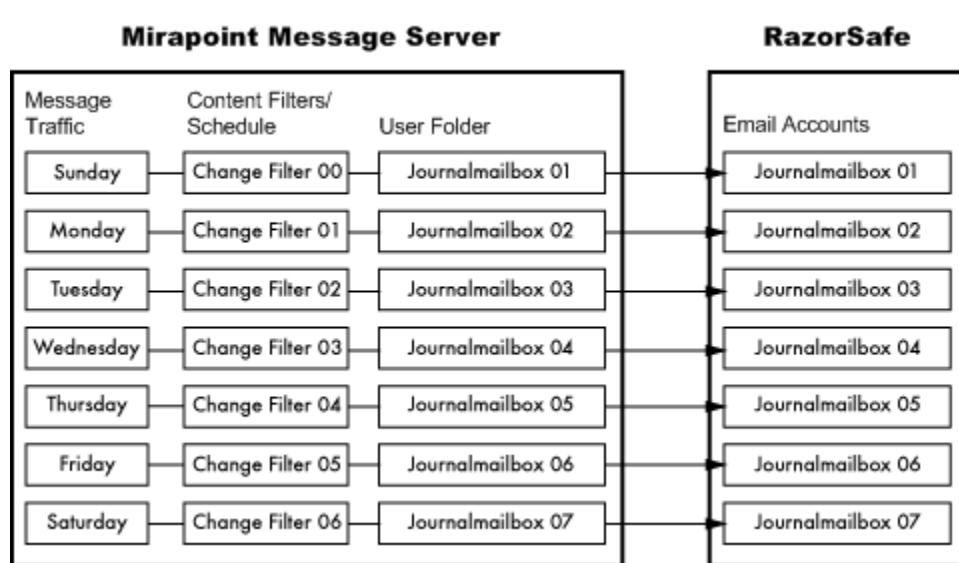 Mirapoint Message Server
RazorSafe
Message
Traffic
Content Filters/
Schedule
User Folder
Email Accounts
Sunday
Change Filter 00
Journalmailbox 01
Journalmailbox 01
Monday
Change Filter 01
Journalmailbox 02
Journalmailbox 02
Tuesday
Change Filter 02
Journalmailbox 03
Journalmailbox 03
Wednesday
Change Filter 03
Journalmailbox 04
Journalmailbox 04
Thursday
Change Filter 04
Journalmailbox 05
Journalmailbox 05
Friday
Change Filter 05
Journalmailbox 06
Journalmailbox 06
Saturday
Change Filter 06
Journalmailbox 07
Journalmailbox 07